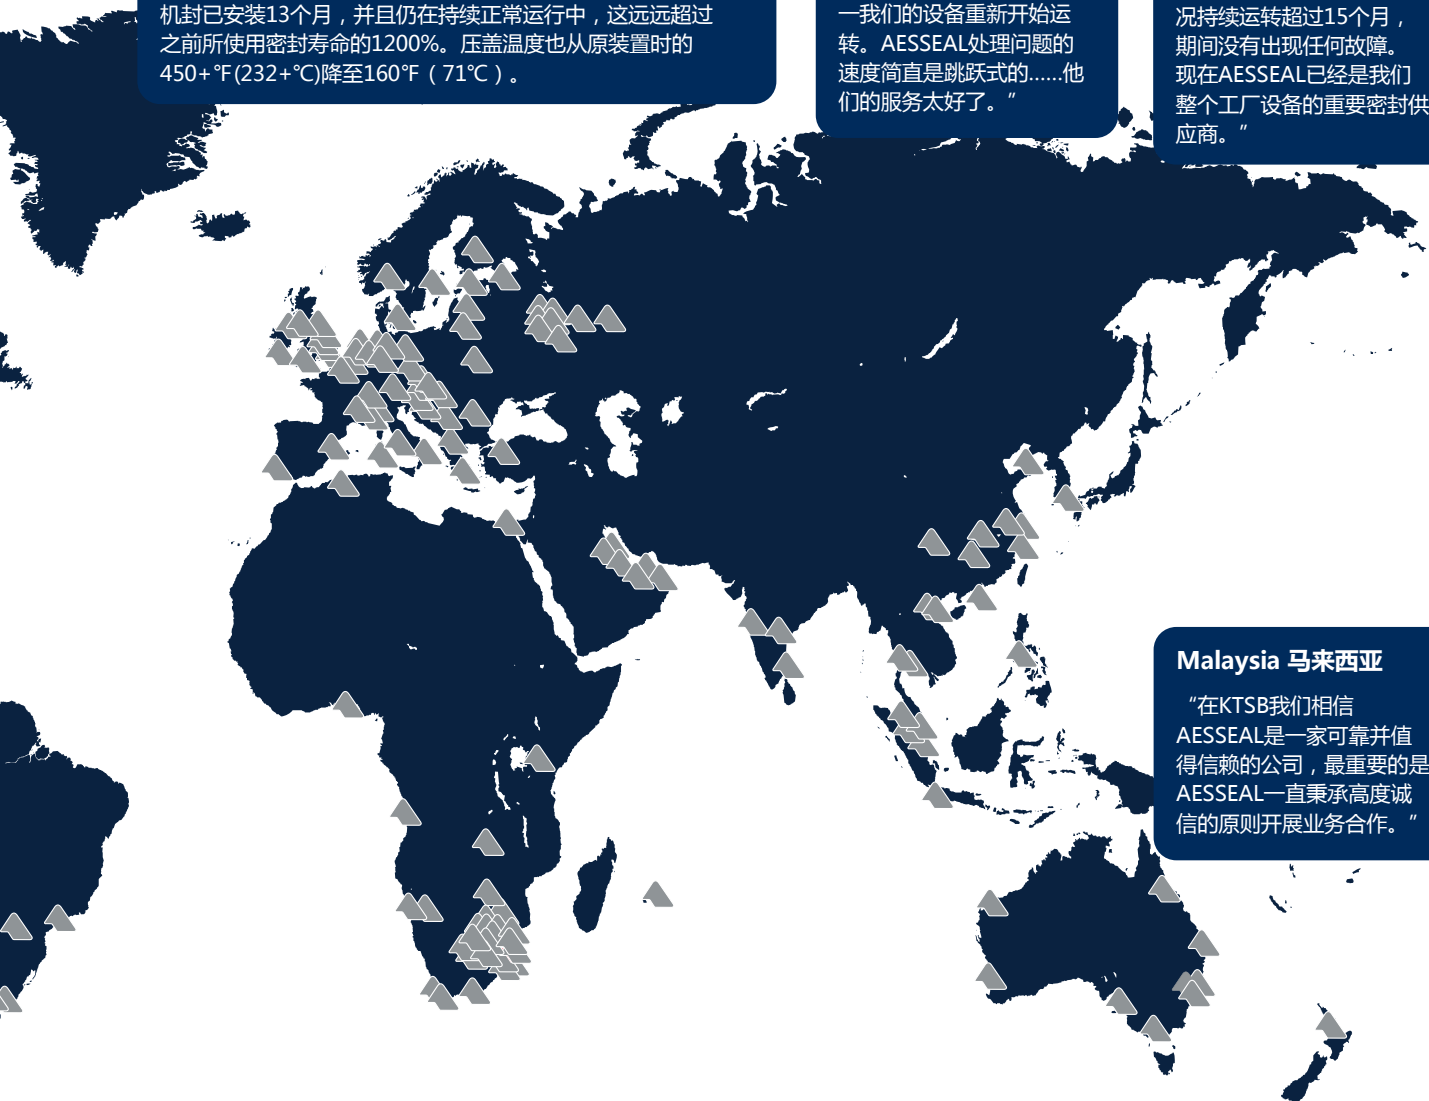 机封已安装13个月，并且仍在持续正常运行中，这远远超过
之前所使用密封寿命的1200%。压盖温度也从原装置时的
450+°F(232+℃)降至160°F（71℃）。
一我们的设备重新开始运
转。AESSEAL处理问题的
速度简直是跳跃式的......他
们的服务太好了。”
况持续运转超过15个月，
期间没有出现任何故障。
现在AESSEAL已经是我们
整个工厂设备的重要密封供
应商。”
Malaysia 马来西亚
“在KTSB我们相信
AESSEAL是一家可靠并值
得信赖的公司，最重要的是
AESSEAL一直秉承高度诚
信的原则开展业务合作。”